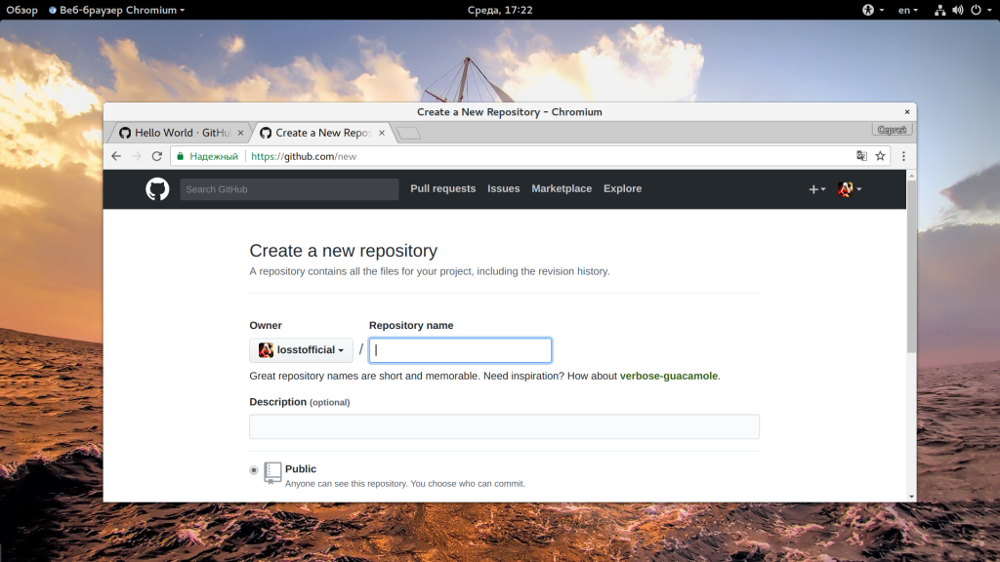 Обзор Веб-браузер Chromium Среда, 17:22 en
Create a New Repository – Chromium
Hello World · GitHu Create a New Repos Сергей
Надежный https://github.com/new
Search GitHub Pull requests Issues Marketplace Explore
Create a new repository
A repository contains all the files for your project, including the revision history.
Owner Repository name
losstofficial /
Great repository names are short and memorable. Need inspiration? How about verbose-guacamole.
Description (optional)
Public
Anyone can see this repository. You choose who can commit.